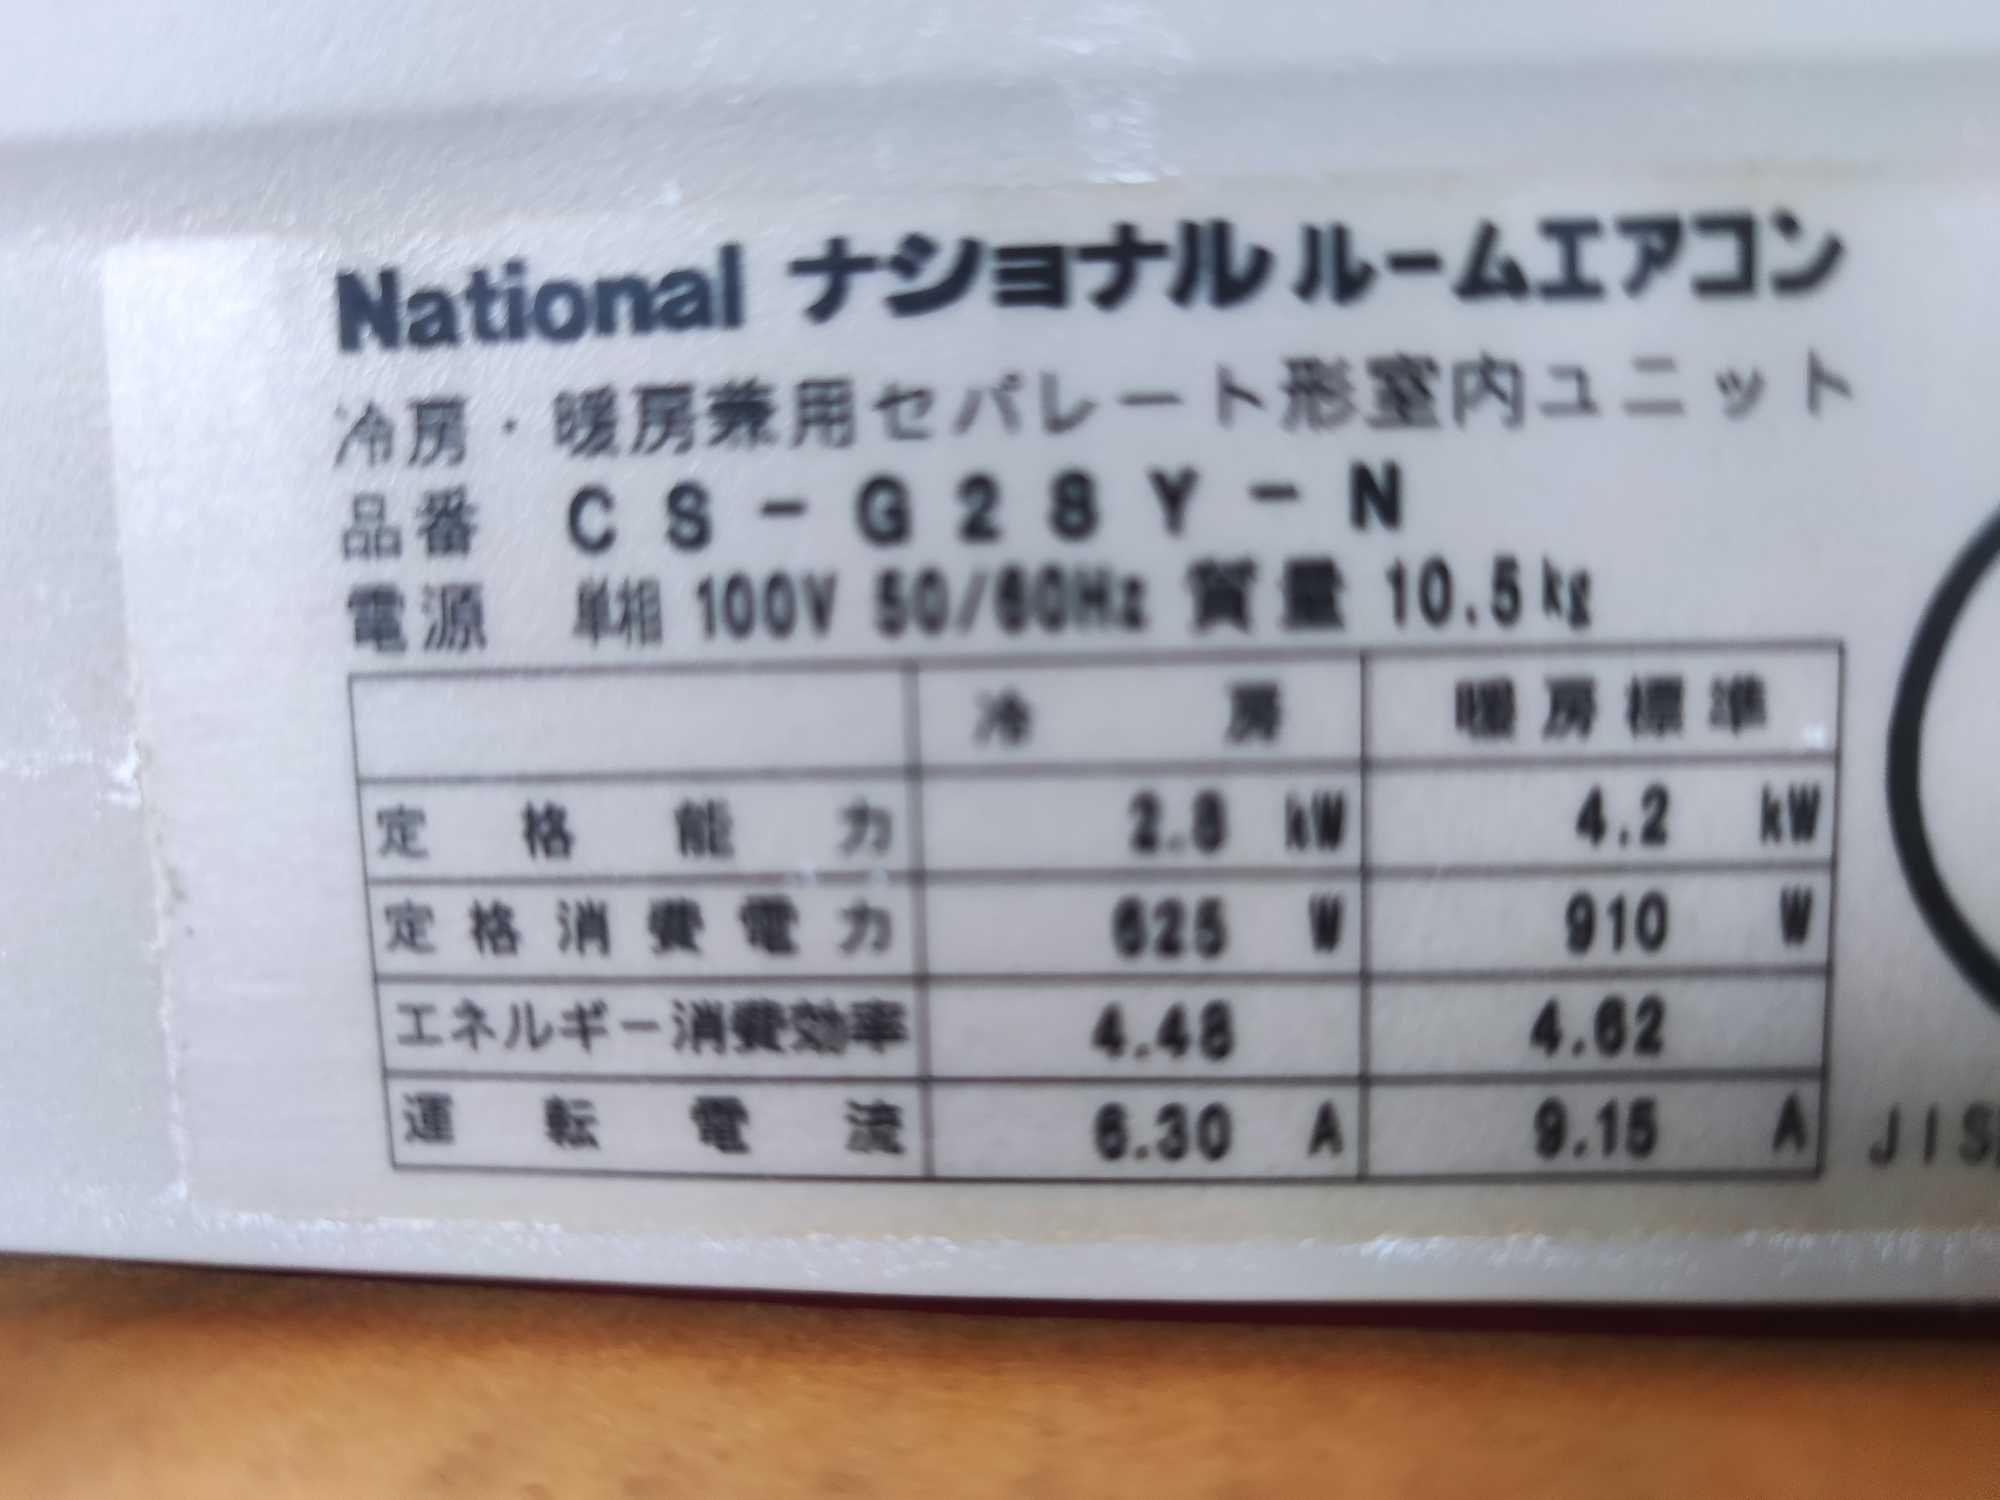 National ナショナル ルームエアコン
冷房・暖房兼用セパレート形室内ユニット
品番 CS-G28Y-N
電源 単相 100V 50/60Hz 質量 10.5kg
冷房 暖房標準
定格能力 2.8 kW 4.2 kW
定格消費電力 625 W 910 W
エネルギー消費効率 4.48 4.62
運転電流 6.30 A 9.15 A
JIS